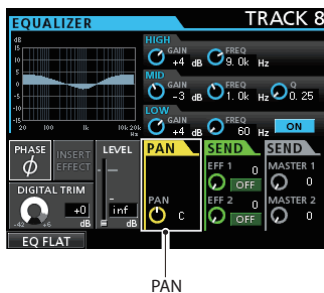 EQUALIZER TRACK 8
dB
15
10
5
0
-5
-10
-15
20 100 1k 10k 20k Hz
HIGH
GAIN +4 dB FREQ 9.0k Hz
MID
GAIN -3 dB FREQ 1.0k Hz Q 0.25
LOW
GAIN +4 dB FREQ 60 Hz ON
PHASE
Φ
INSERT
EFFECT
DIGITAL TRIM
+0
-42 +6 dB
EQ FLAT
LEVEL
inf
dB
PAN
PAN
C
SEND
EFF 1 0
OFF
EFF 2 0
OFF
SEND
MASTER 1
0
MASTER 2
0
PAN